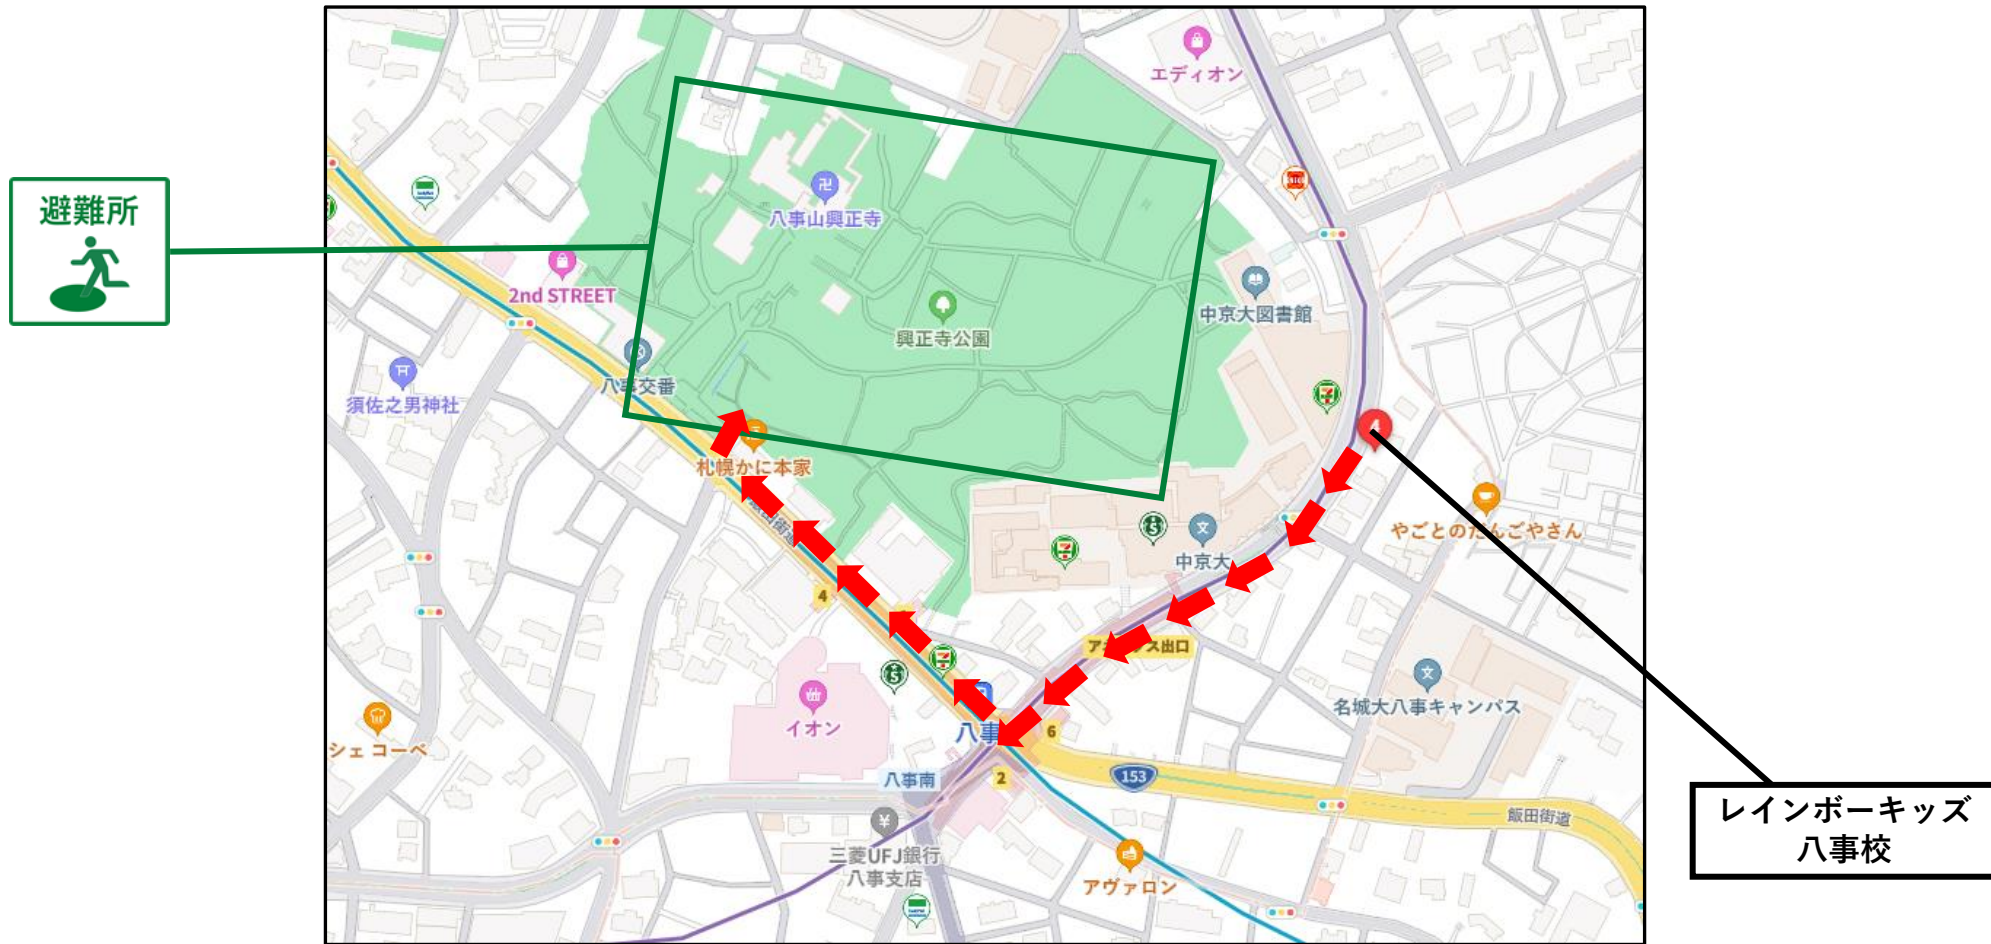 エディオン
避難所
八事山興正寺
2nd STREET
中京大図書館
興正寺公園
八事交番
須佐之男神社
札幌かに本家
やごとのだんごやさん
中京大
4
名城大八事キャンパス
イオン
八事
6
シェ コーベ
八事南
2
153
レインボーキッズ
八事校
飯田街道
三菱UFJ銀行
八事支店
アヴァロン